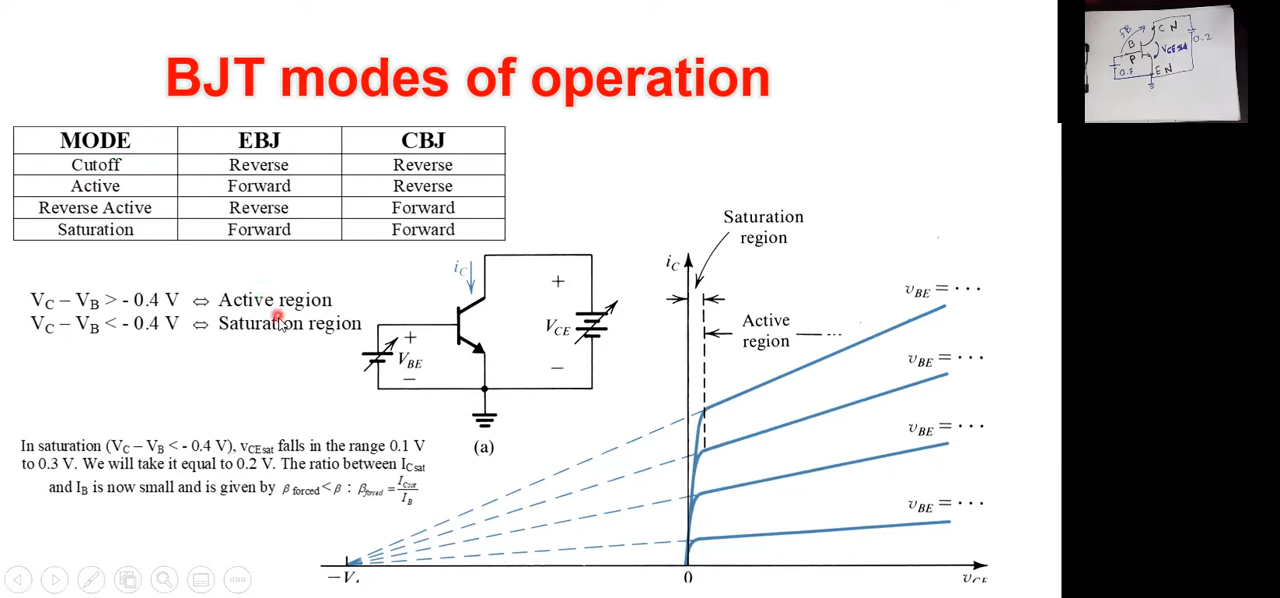 BJT modes of operation
MODE EBJ CBJ
Cutoff Reverse Reverse
Active Forward Reverse
Reverse Active Reverse Forward
Saturation Forward Forward
V_C – V_B > - 0.4 V ⇔ Active region
V_C – V_B < - 0.4 V ⇔ Saturation region
i_C
+
V_CE
–
+
V_BE
–
(a)
In saturation (V_C – V_B < - 0.4 V), v_CEsat falls in the range 0.1 V
to 0.3 V. We will take it equal to 0.2 V. The ratio between I_Csat
and I_B is now small and is given by β_forced < β : β_forced = I_Csat / I_B
Saturation
region
i_C
Active
region
v_BE = · · ·
v_BE = · · ·
v_BE = · · ·
v_BE = · · ·
0
v_CE
C N
B
V_CE sat
0.2
P
E N